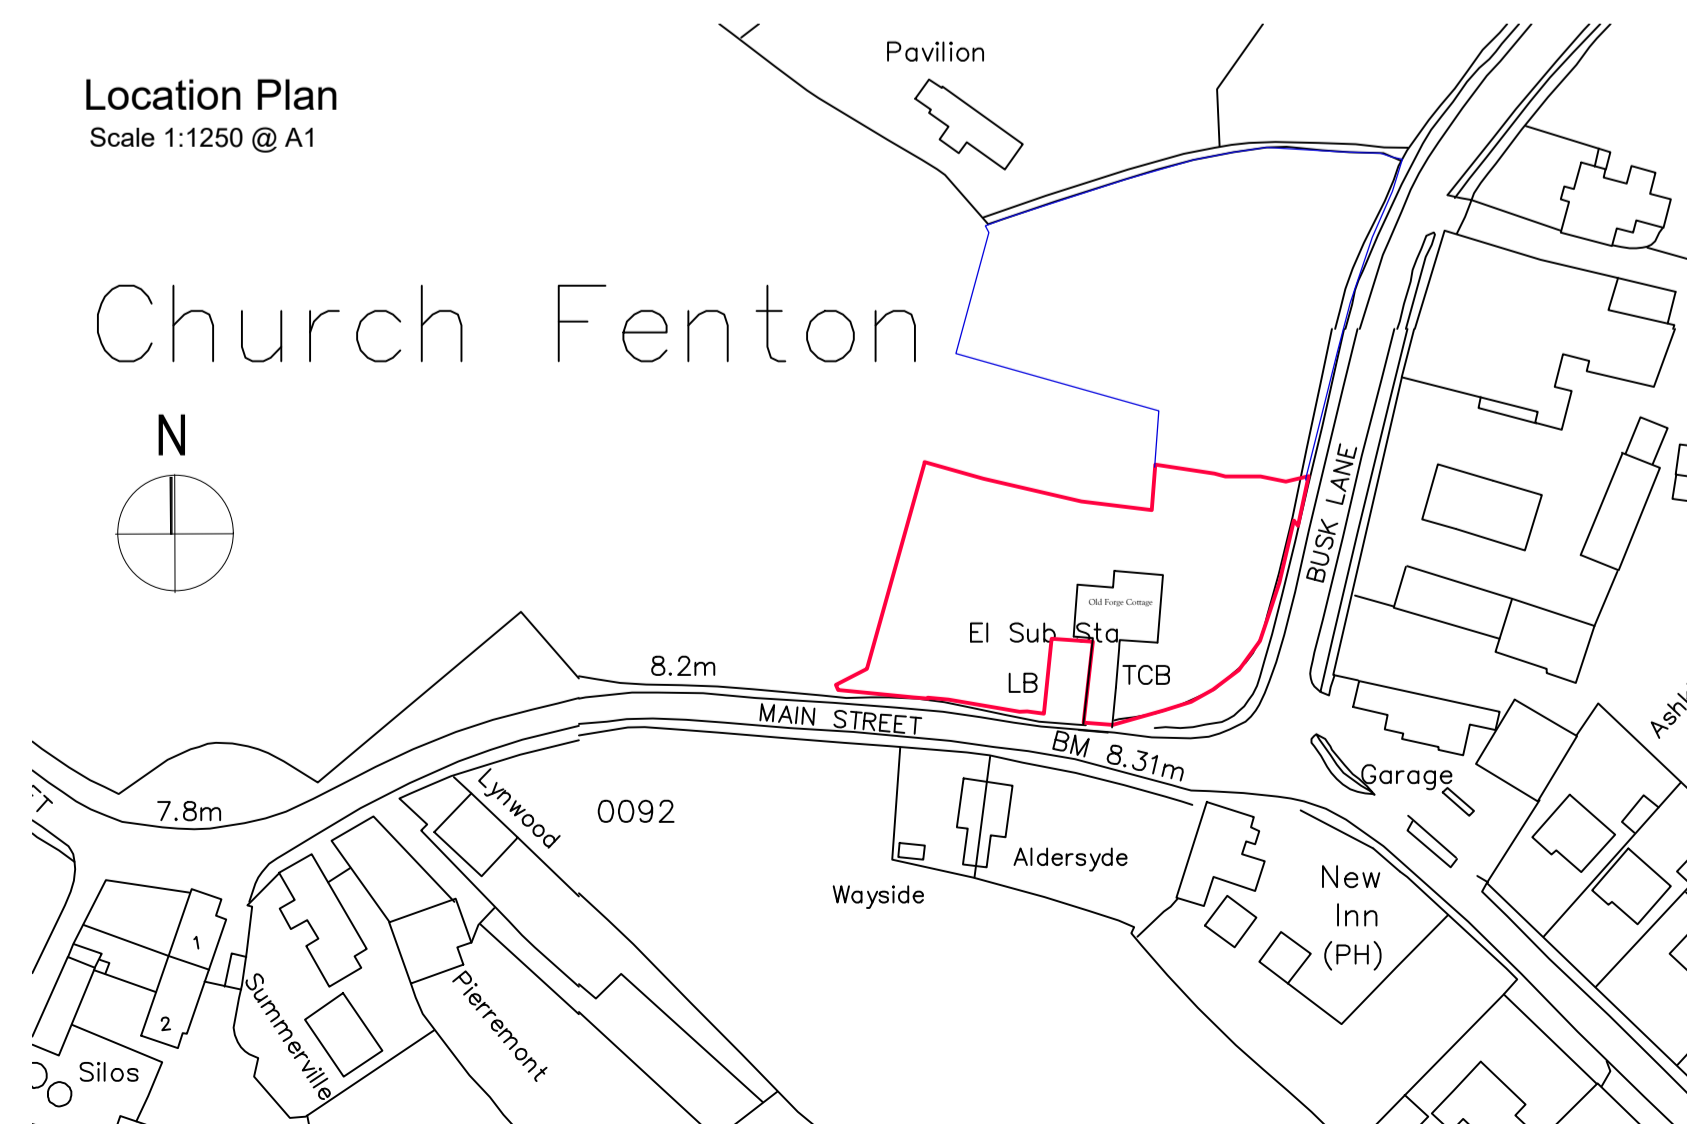 Pavilion
Location Plan
Scale 1:1250 @ A1
Church Fenton
N
BUSK LANE
Old Forge Cottage
El Sub Sta
8.2m
LB
TCB
MAIN STREET
BM 8.31m
Garage
7.8m
Lynwood
0092
Aldersyde
Wayside
New
Inn
(PH)
1
2
Summerville
Pierremont
Silos